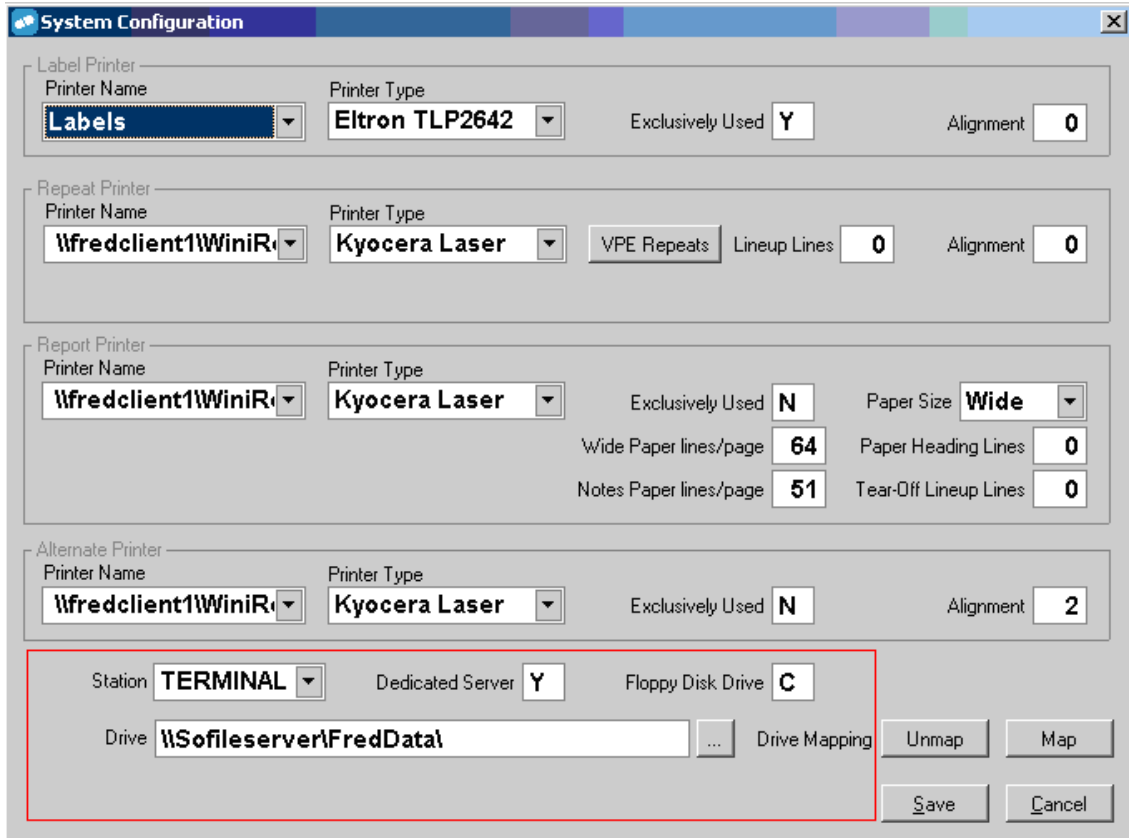 System Configuration
Label Printer
Printer Name Printer Type
Labels Eltron TLP2642 Exclusively Used Y Alignment 0
Repeat Printer
Printer Name Printer Type
\\fredclient1\WiniR VPE Repeats Lineup Lines 0 Alignment 0
Kyocera Laser
Report Printer
Printer Name Printer Type
\\fredclient1\WiniR Kyocera Laser Exclusively Used N Paper Size Wide
Wide Paper lines/page 64 Paper Heading Lines 0
Notes Paper lines/page 51 Tear-Off Lineup Lines 0
Alternate Printer
Printer Name Printer Type
\\fredclient1\WiniR Kyocera Laser Exclusively Used N Alignment 2
Station TERMINAL Dedicated Server Y Floppy Disk Drive C
Drive \\Sofileserver\FredData\ ... Drive Mapping Unmap Map
Save Cancel